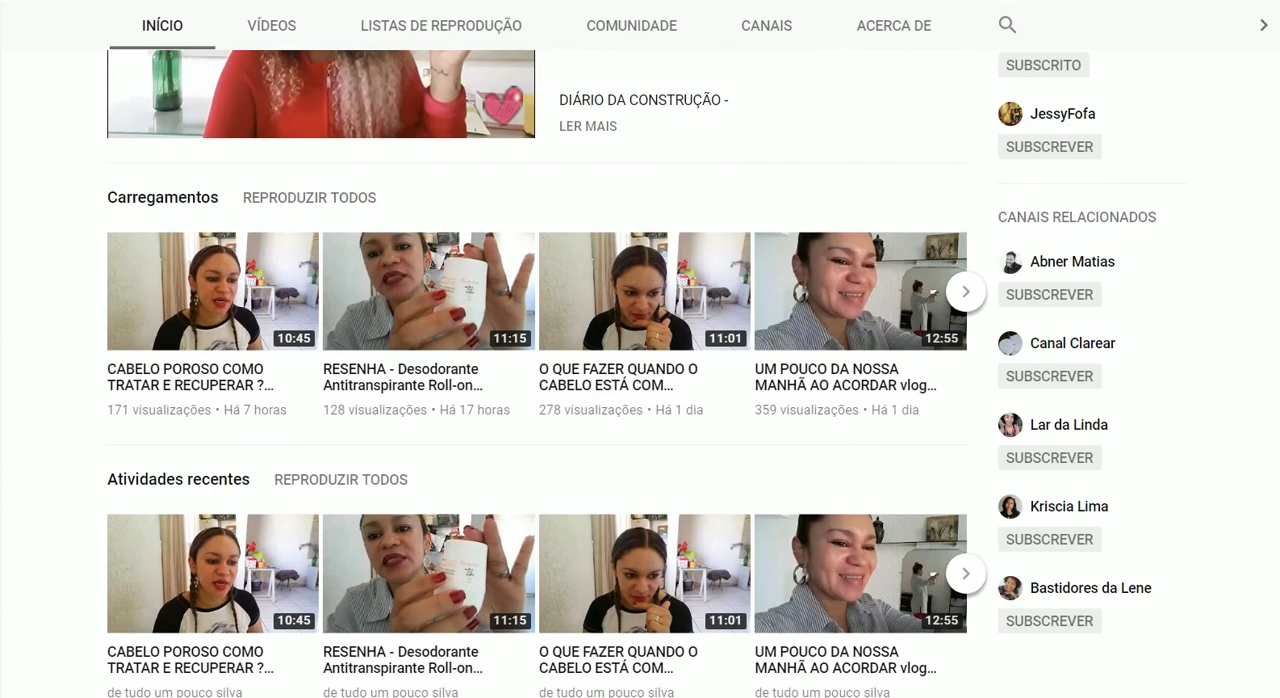 INÍCIO
VÍDEOS
LISTAS DE REPRODUÇÃO
COMUNIDADE
CANAIS
ACERCA DE
DIÁRIO DA CONSTRUÇÃO -
LER MAIS
Carregamentos
REPRODUZIR TODOS
10:45
11:15
11:01
12:55
CABELO POROSO COMO
TRATAR E RECUPERAR ?...
171 visualizações • Há 7 horas
RESENHA - Desodorante
Antitranspirante Roll-on...
128 visualizações • Há 17 horas
O QUE FAZER QUANDO O
CABELO ESTÁ COM...
278 visualizações • Há 1 dia
UM POUCO DA NOSSA
MANHÃ AO ACORDAR vlog...
359 visualizações • Há 1 dia
Atividades recentes
REPRODUZIR TODOS
10:45
11:15
11:01
12:55
CABELO POROSO COMO
TRATAR E RECUPERAR ?...
de tudo um pouco silva
RESENHA - Desodorante
Antitranspirante Roll-on...
de tudo um pouco silva
O QUE FAZER QUANDO O
CABELO ESTÁ COM...
de tudo um pouco silva
UM POUCO DA NOSSA
MANHÃ AO ACORDAR vlog...
de tudo um pouco silva
SUBSCRITO
JessyFofa
SUBSCREVER
CANAIS RELACIONADOS
Abner Matias
SUBSCREVER
Canal Clarear
SUBSCREVER
Lar da Linda
SUBSCREVER
Kriscia Lima
SUBSCREVER
Bastidores da Lene
SUBSCREVER